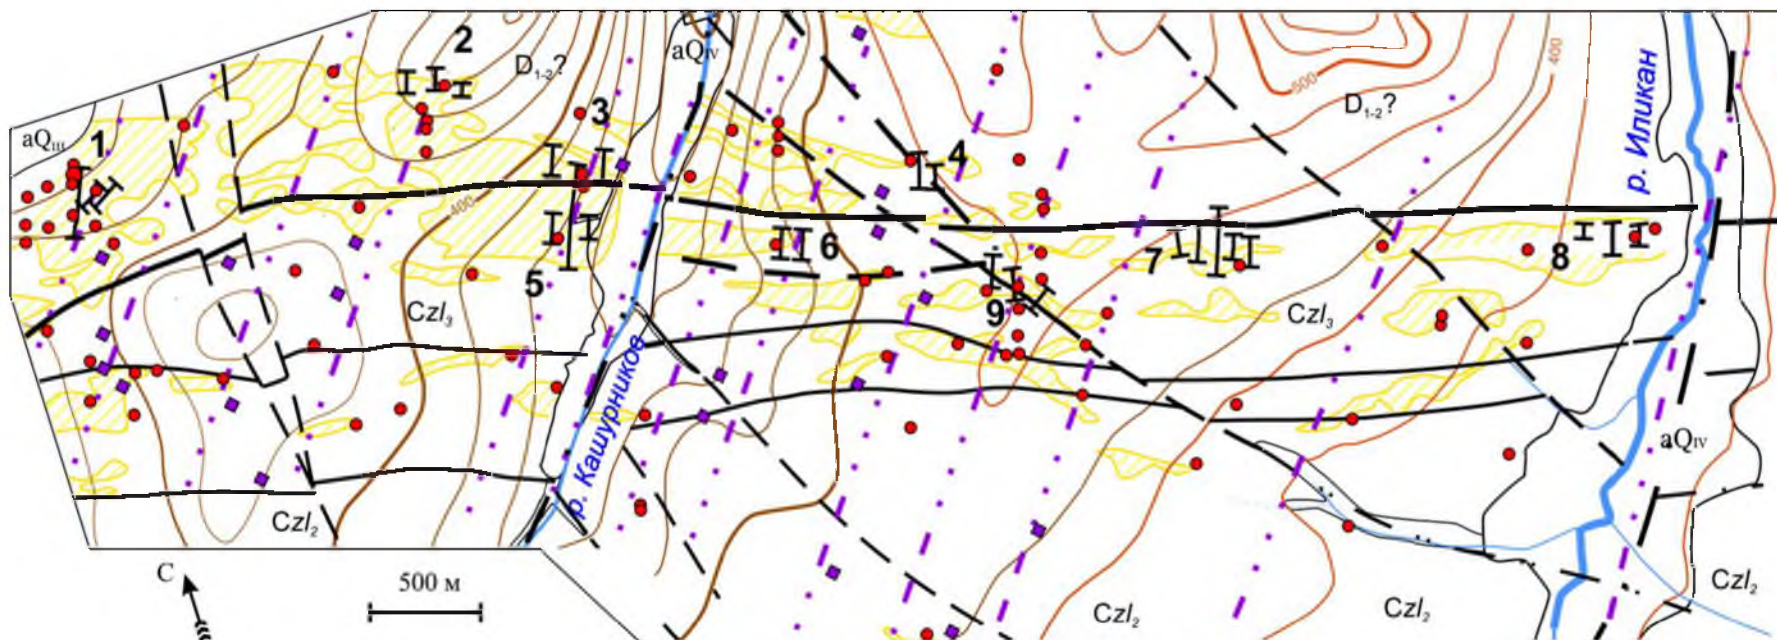 2
D₁₋₂?
aQIV
3
1
aQIII
4
500
400
D₁₋₂?
р. Иликан
400
6
5
7
8
9
Czl₃
Czl₃
р. Кашурников
aQIV
Czl₂
С
500 м
Czl₂
Czl₂
Czl₂